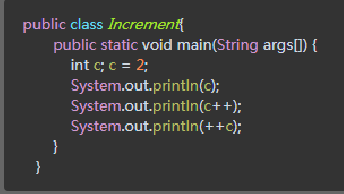 public class Increment{
public static void main(String args[]) {
int c; c = 2;
System.out.println(c);
System.out.println(c++);
System.out.println(++c);
}
}